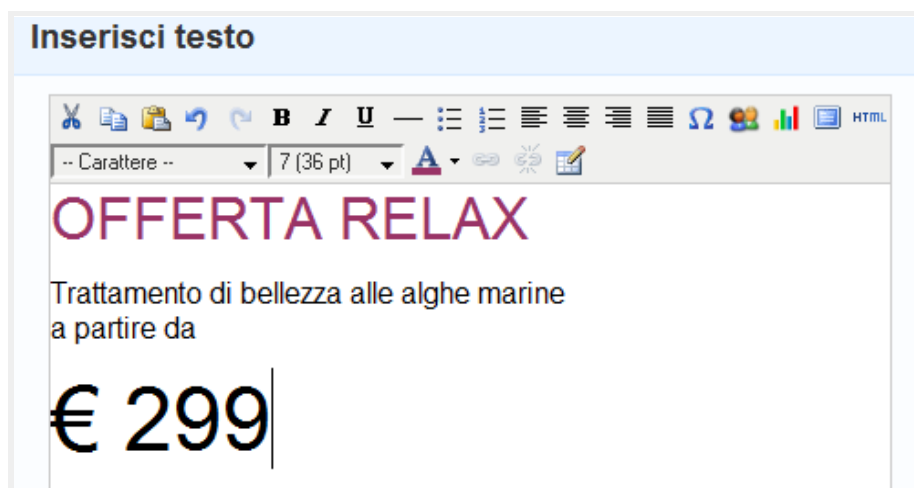 Inserisci testo
B I U Ω HTML
-- Carattere -- 7 (36 pt) A
OFFERTA RELAX
Trattamento di bellezza alle alghe marine
a partire da
€ 299